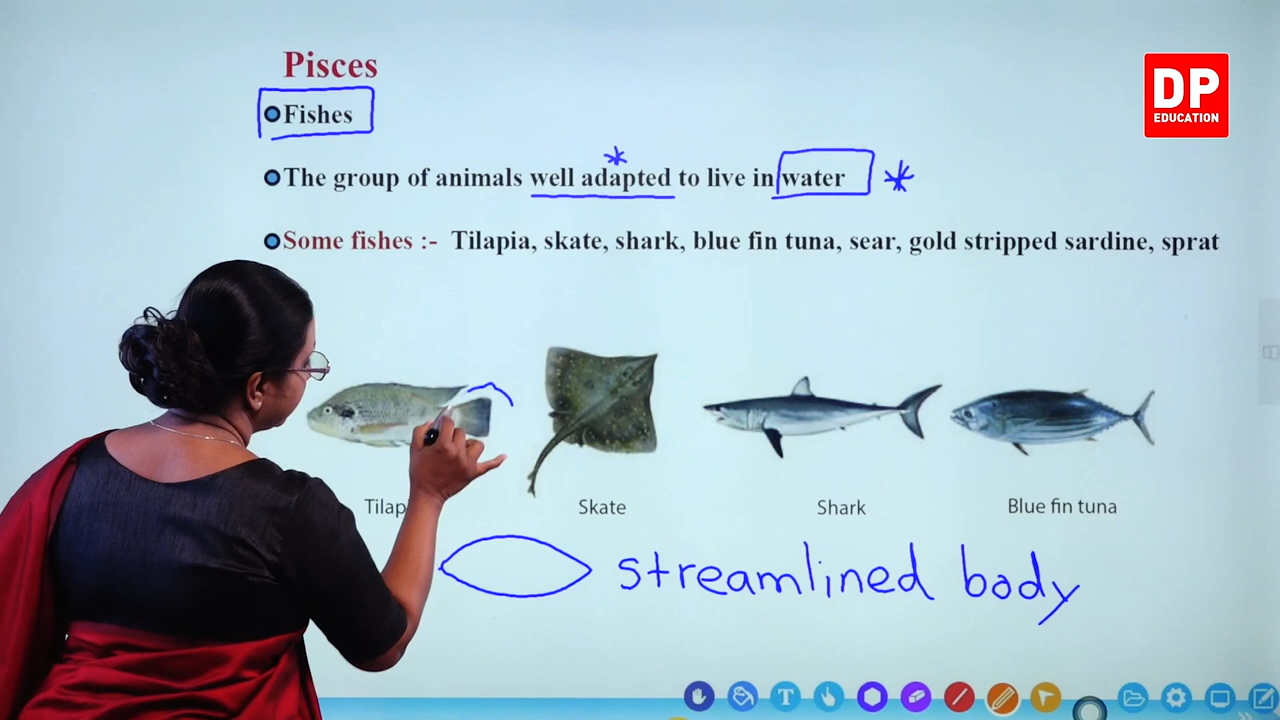 Pisces
DP
EDUCATION
Fishes
The group of animals well adapted to live in water
Some fishes :- Tilapia, skate, shark, blue fin tuna, sear, gold stripped sardine, sprat
Skate
Shark
Blue fin tuna
streamlined body